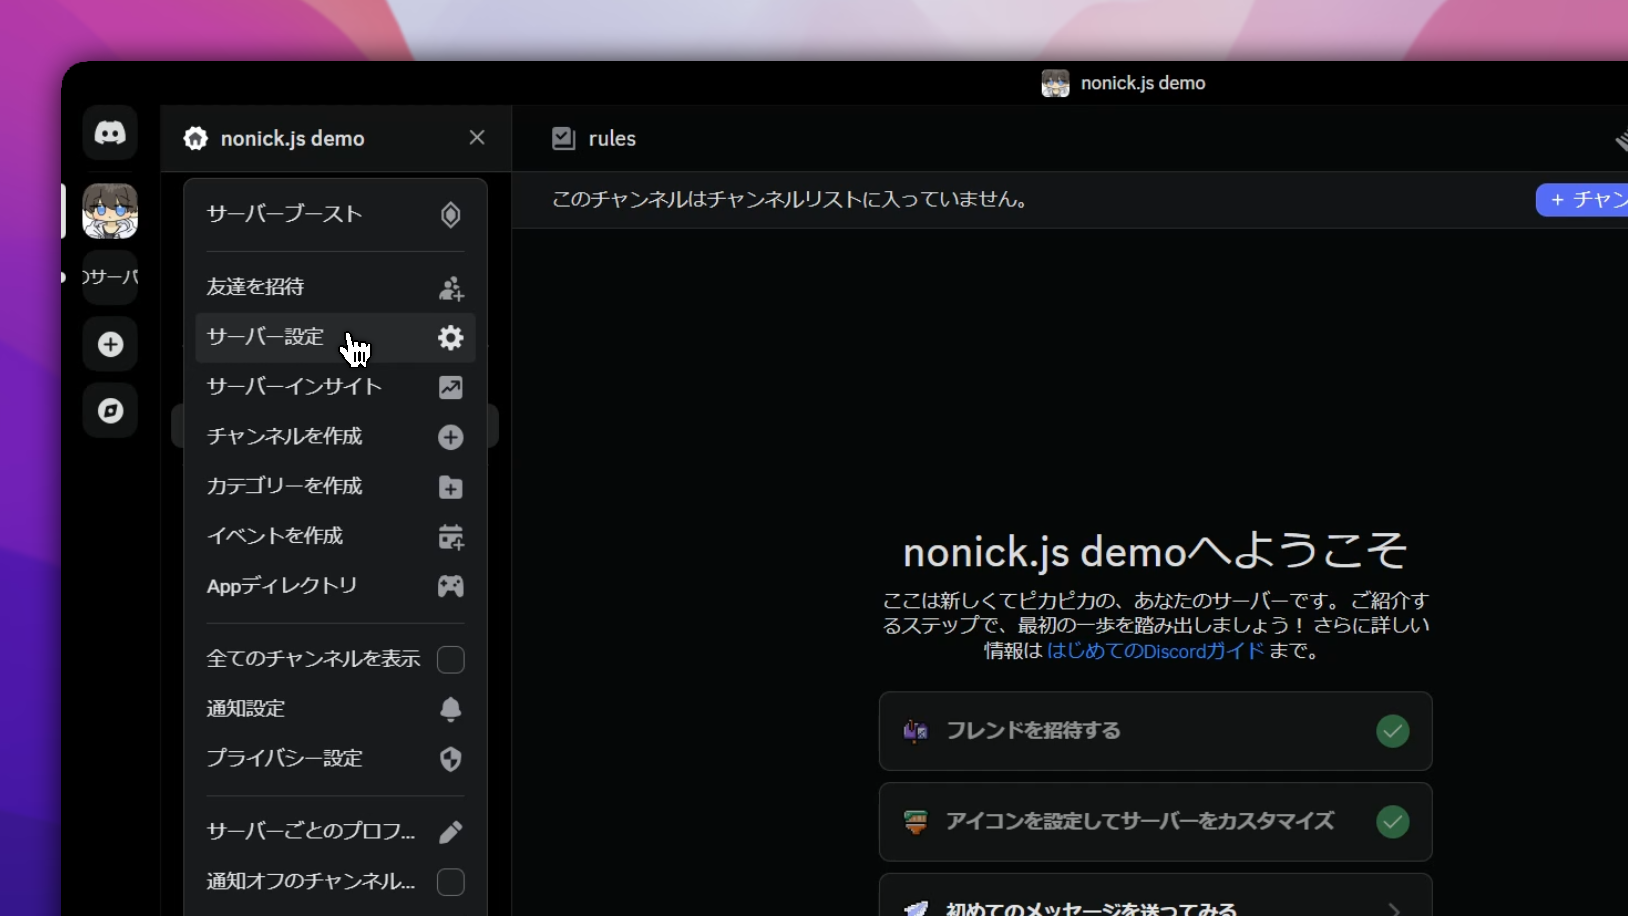 nonick.js demo
nonick.js demo
rules
このチャンネルはチャンネルリストに入っていません。
+ チャン
サーバーブースト
のサーバ
友達を招待
サーバー設定
サーバーインサイト
チャンネルを作成
カテゴリーを作成
イベントを作成
Appディレクトリ
全てのチャンネルを表示
通知設定
プライバシー設定
サーバーごとのプロフ...
通知オフのチャンネル...
nonick.js demoへようこそ
ここは新しくてピカピカの、あなたのサーバーです。ご紹介す
るステップで、最初の一歩を踏み出しましょう！さらに詳しい
情報は はじめてのDiscordガイド まで。
フレンドを招待する
アイコンを設定してサーバーをカスタマイズ
初めてのメッセージを送ってみる